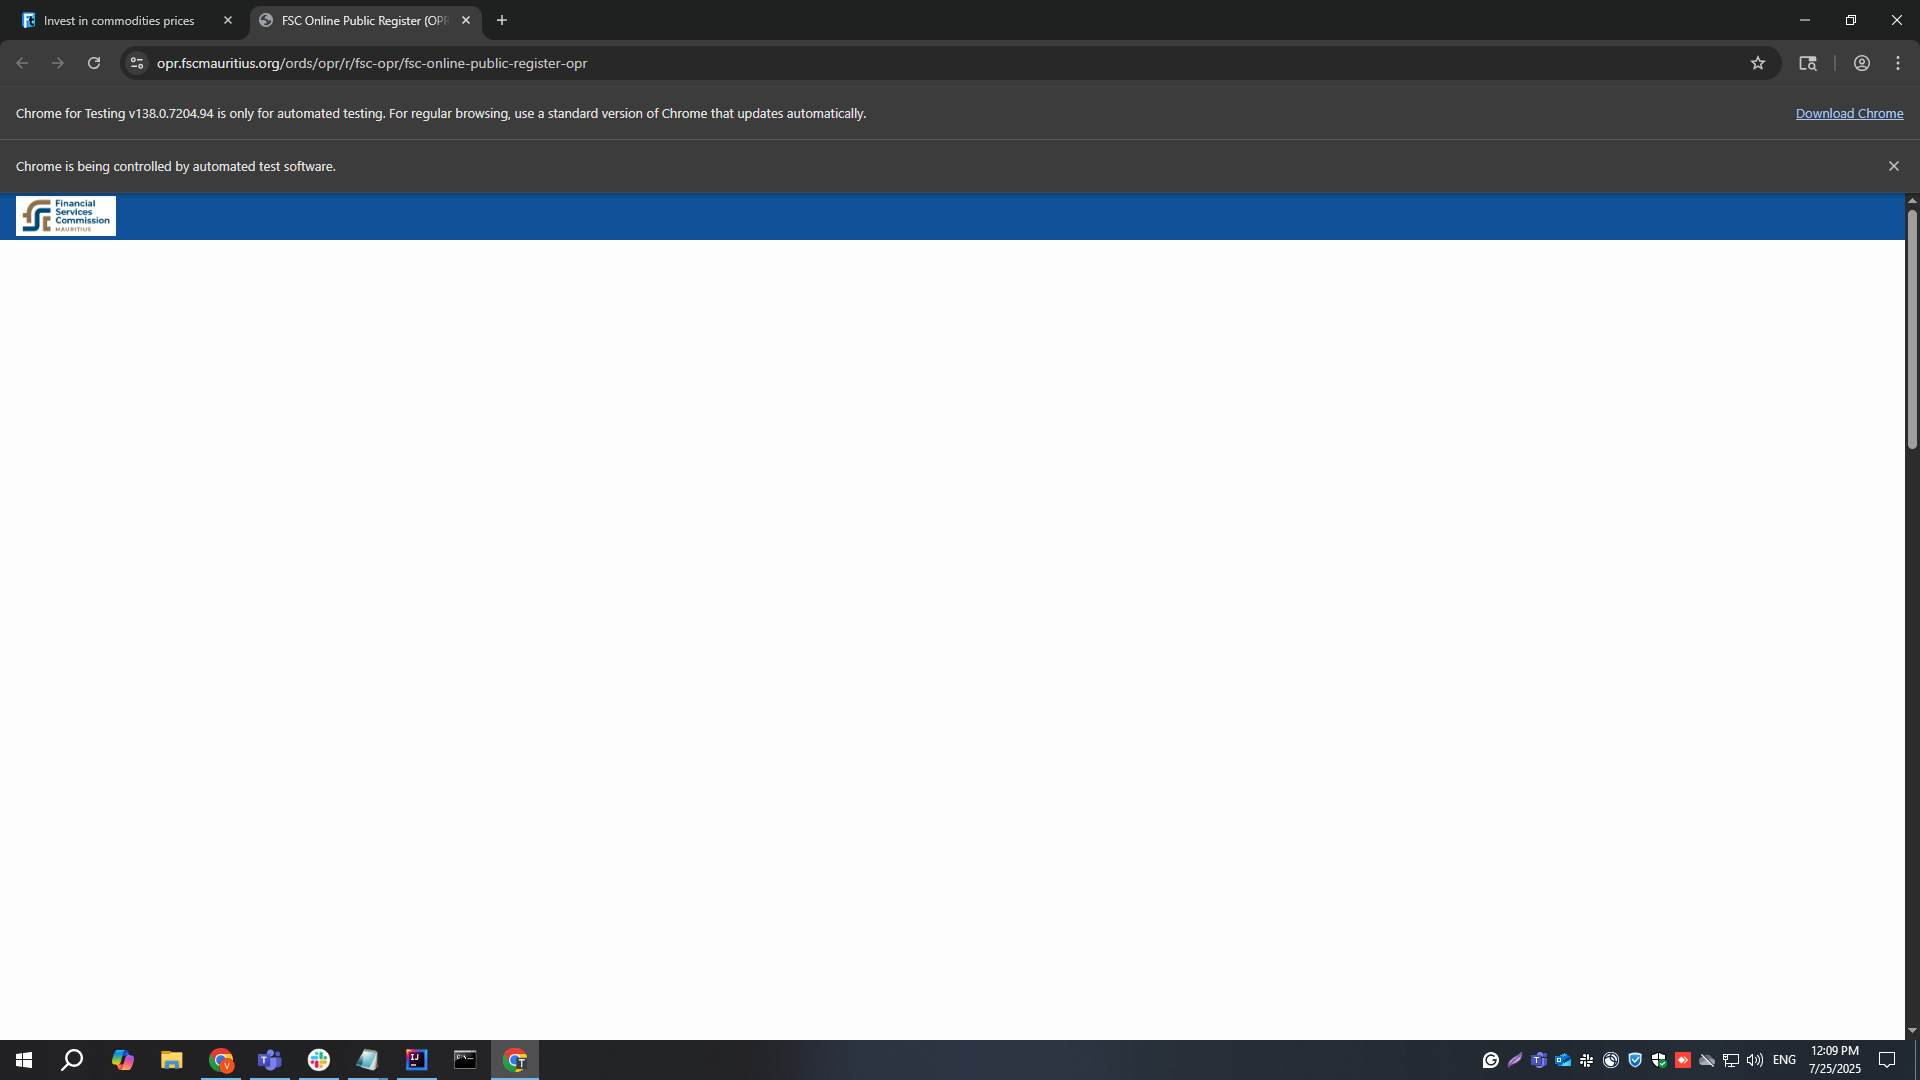 Invest in commodities prices
FSC Online Public Register (OPR
opr.fscmauritius.org/ords/opr/r/fsc-opr/fsc-online-public-register-opr
Chrome for Testing v138.0.7204.94 is only for automated testing. For regular browsing, use a standard version of Chrome that updates automatically.
Download Chrome
Chrome is being controlled by automated test software.
Financial
Services
Commission
MAURITIUS
ENG
12:09 PM
7/25/2025